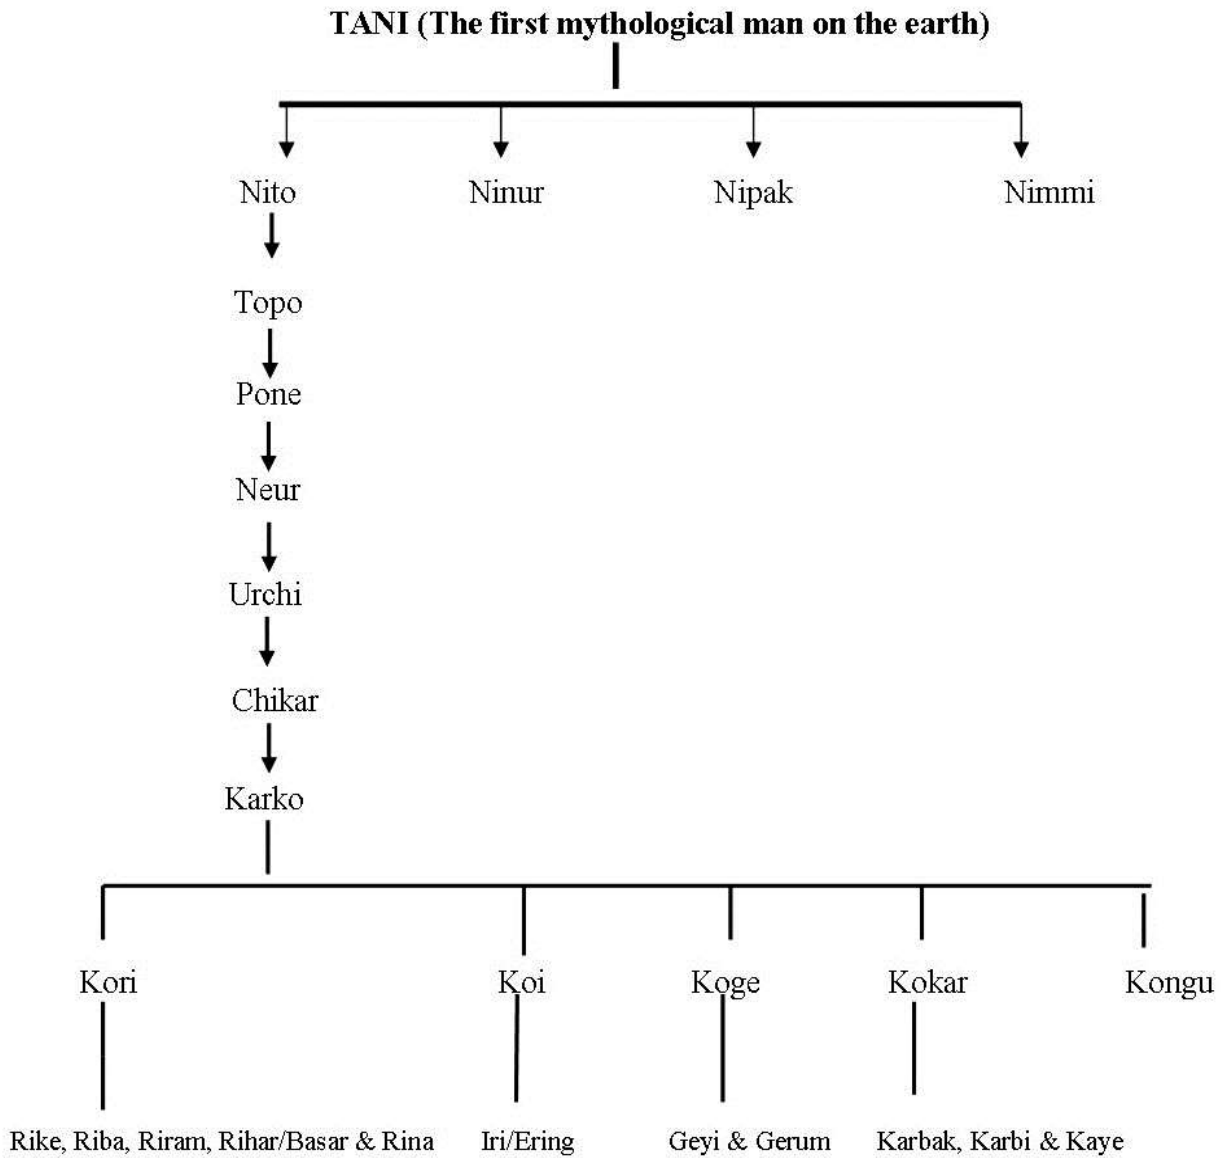 TANI (The first mythological man on the earth)
Nito Ninur Nipak Nimmi
Topo
Pone
Neur
Urchi
Chikar
Karko
Kori Koi Koge Kokar Kongu
Rike, Riba, Riram, Rihar/Basar & Rina Iri/Ering Geyi & Gerum Karbak, Karbi & Kaye